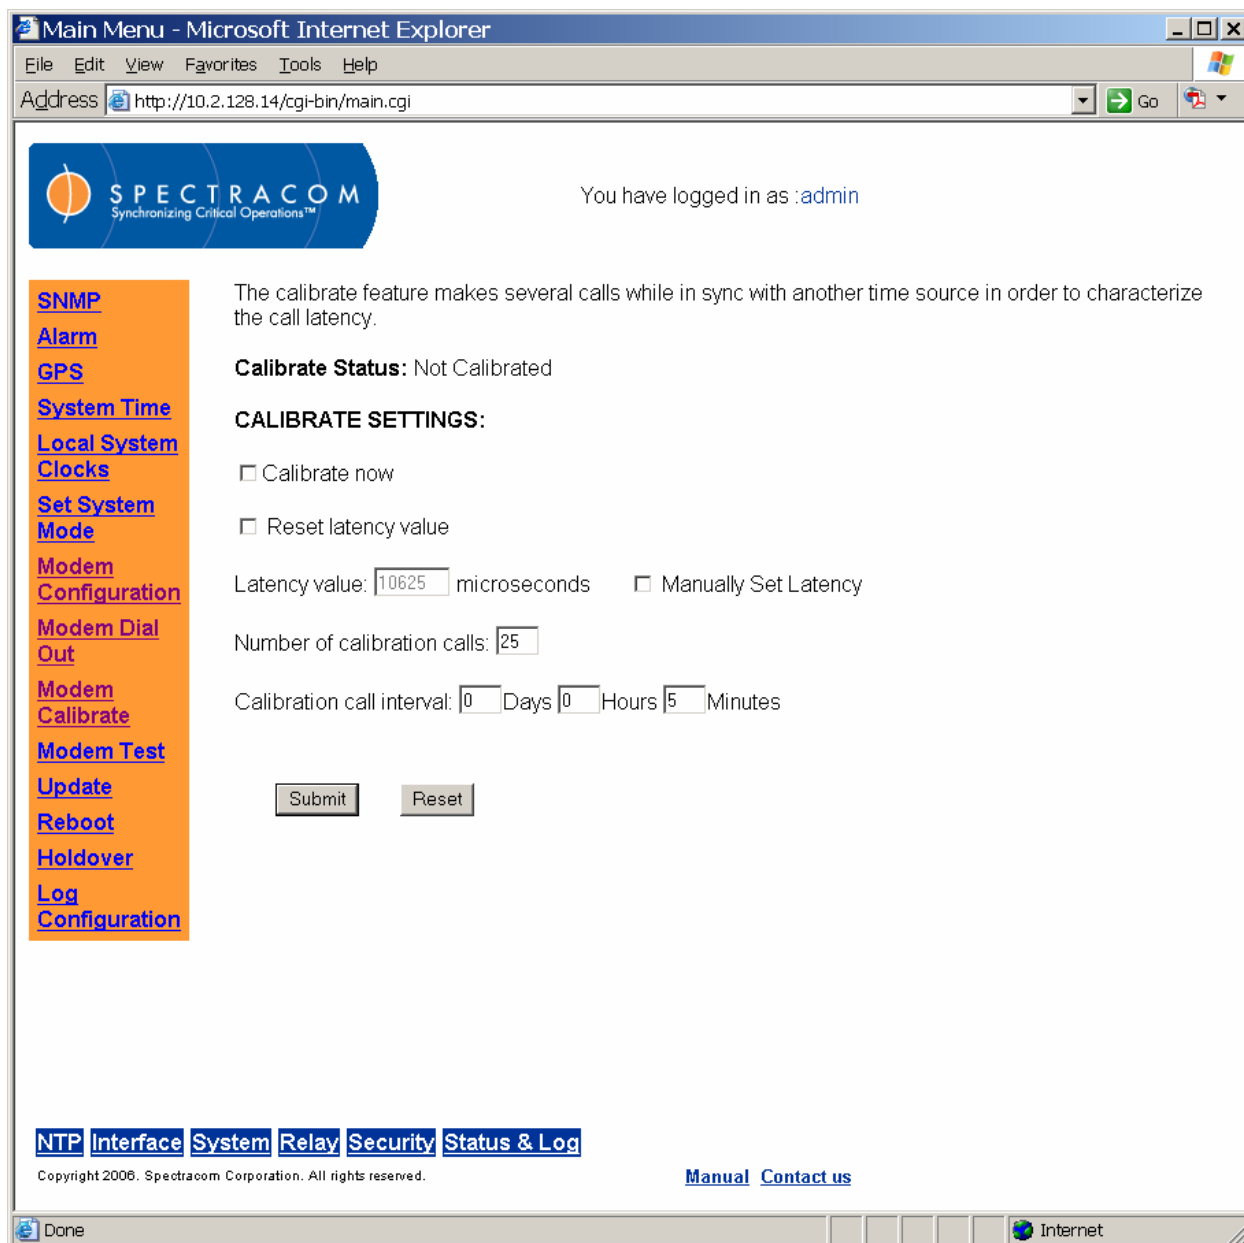 Main Menu - Microsoft Internet Explorer
File Edit View Favorites Tools Help
Address http://10.2.128.14/cgi-bin/main.cgi Go
SPECTRACOM
Synchronizing Critical Operations™
You have logged in as :admin
SNMP
Alarm
GPS
System Time
Local System
Clocks
Set System
Mode
Modem
Configuration
Modem Dial
Out
Modem
Calibrate
Modem Test
Update
Reboot
Holdover
Log
Configuration
The calibrate feature makes several calls while in sync with another time source in order to characterize
the call latency.
Calibrate Status: Not Calibrated
CALIBRATE SETTINGS:
Calibrate now
Reset latency value
Latency value: 10625 microseconds Manually Set Latency
Number of calibration calls: 25
Calibration call interval: 0 Days 0 Hours 5 Minutes
Submit Reset
NTP Interface System Relay Security Status & Log
Copyright 2006. Spectracom Corporation. All rights reserved.
Manual Contact us
Done Internet